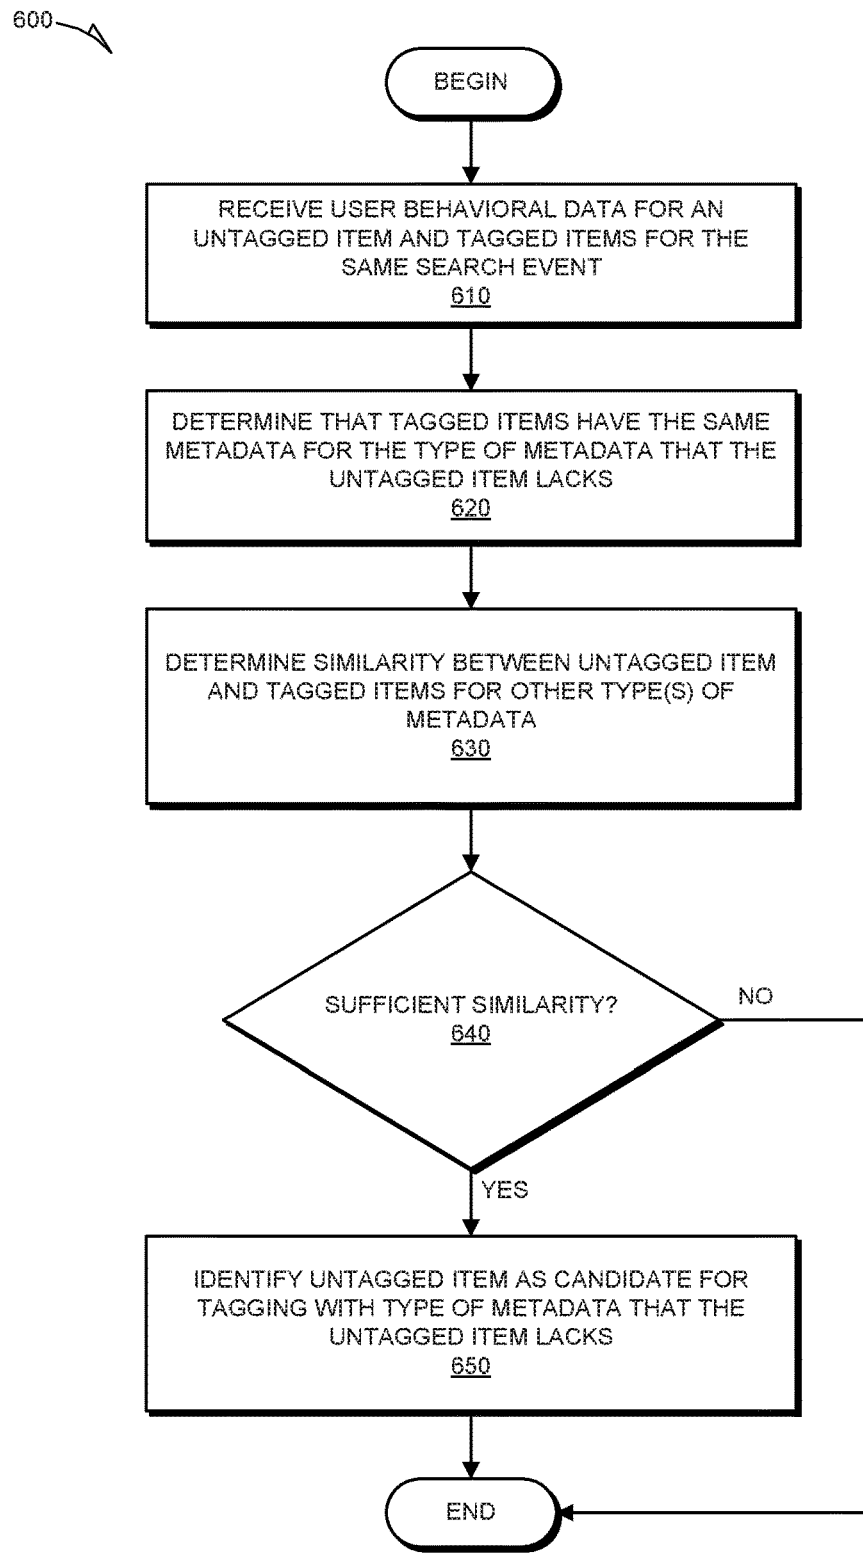 600
BEGIN
RECEIVE USER BEHAVIORAL DATA FOR AN
UNTAGGED ITEM AND TAGGED ITEMS FOR THE
SAME SEARCH EVENT
610
DETERMINE THAT TAGGED ITEMS HAVE THE SAME
METADATA FOR THE TYPE OF METADATA THAT THE
UNTAGGED ITEM LACKS
620
DETERMINE SIMILARITY BETWEEN UNTAGGED ITEM
AND TAGGED ITEMS FOR OTHER TYPE(S) OF
METADATA
630
SUFFICIENT SIMILARITY?
640
NO
YES
IDENTIFY UNTAGGED ITEM AS CANDIDATE FOR
TAGGING WITH TYPE OF METADATA THAT THE
UNTAGGED ITEM LACKS
650
END